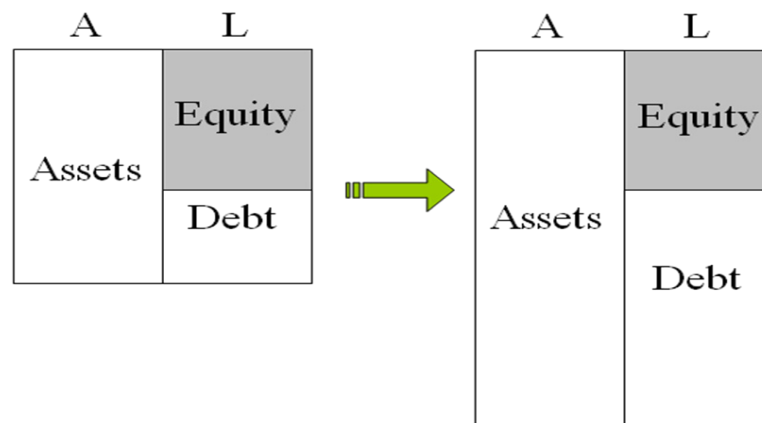 A L
Equity
Assets
Debt
A L
Equity
Assets
Debt